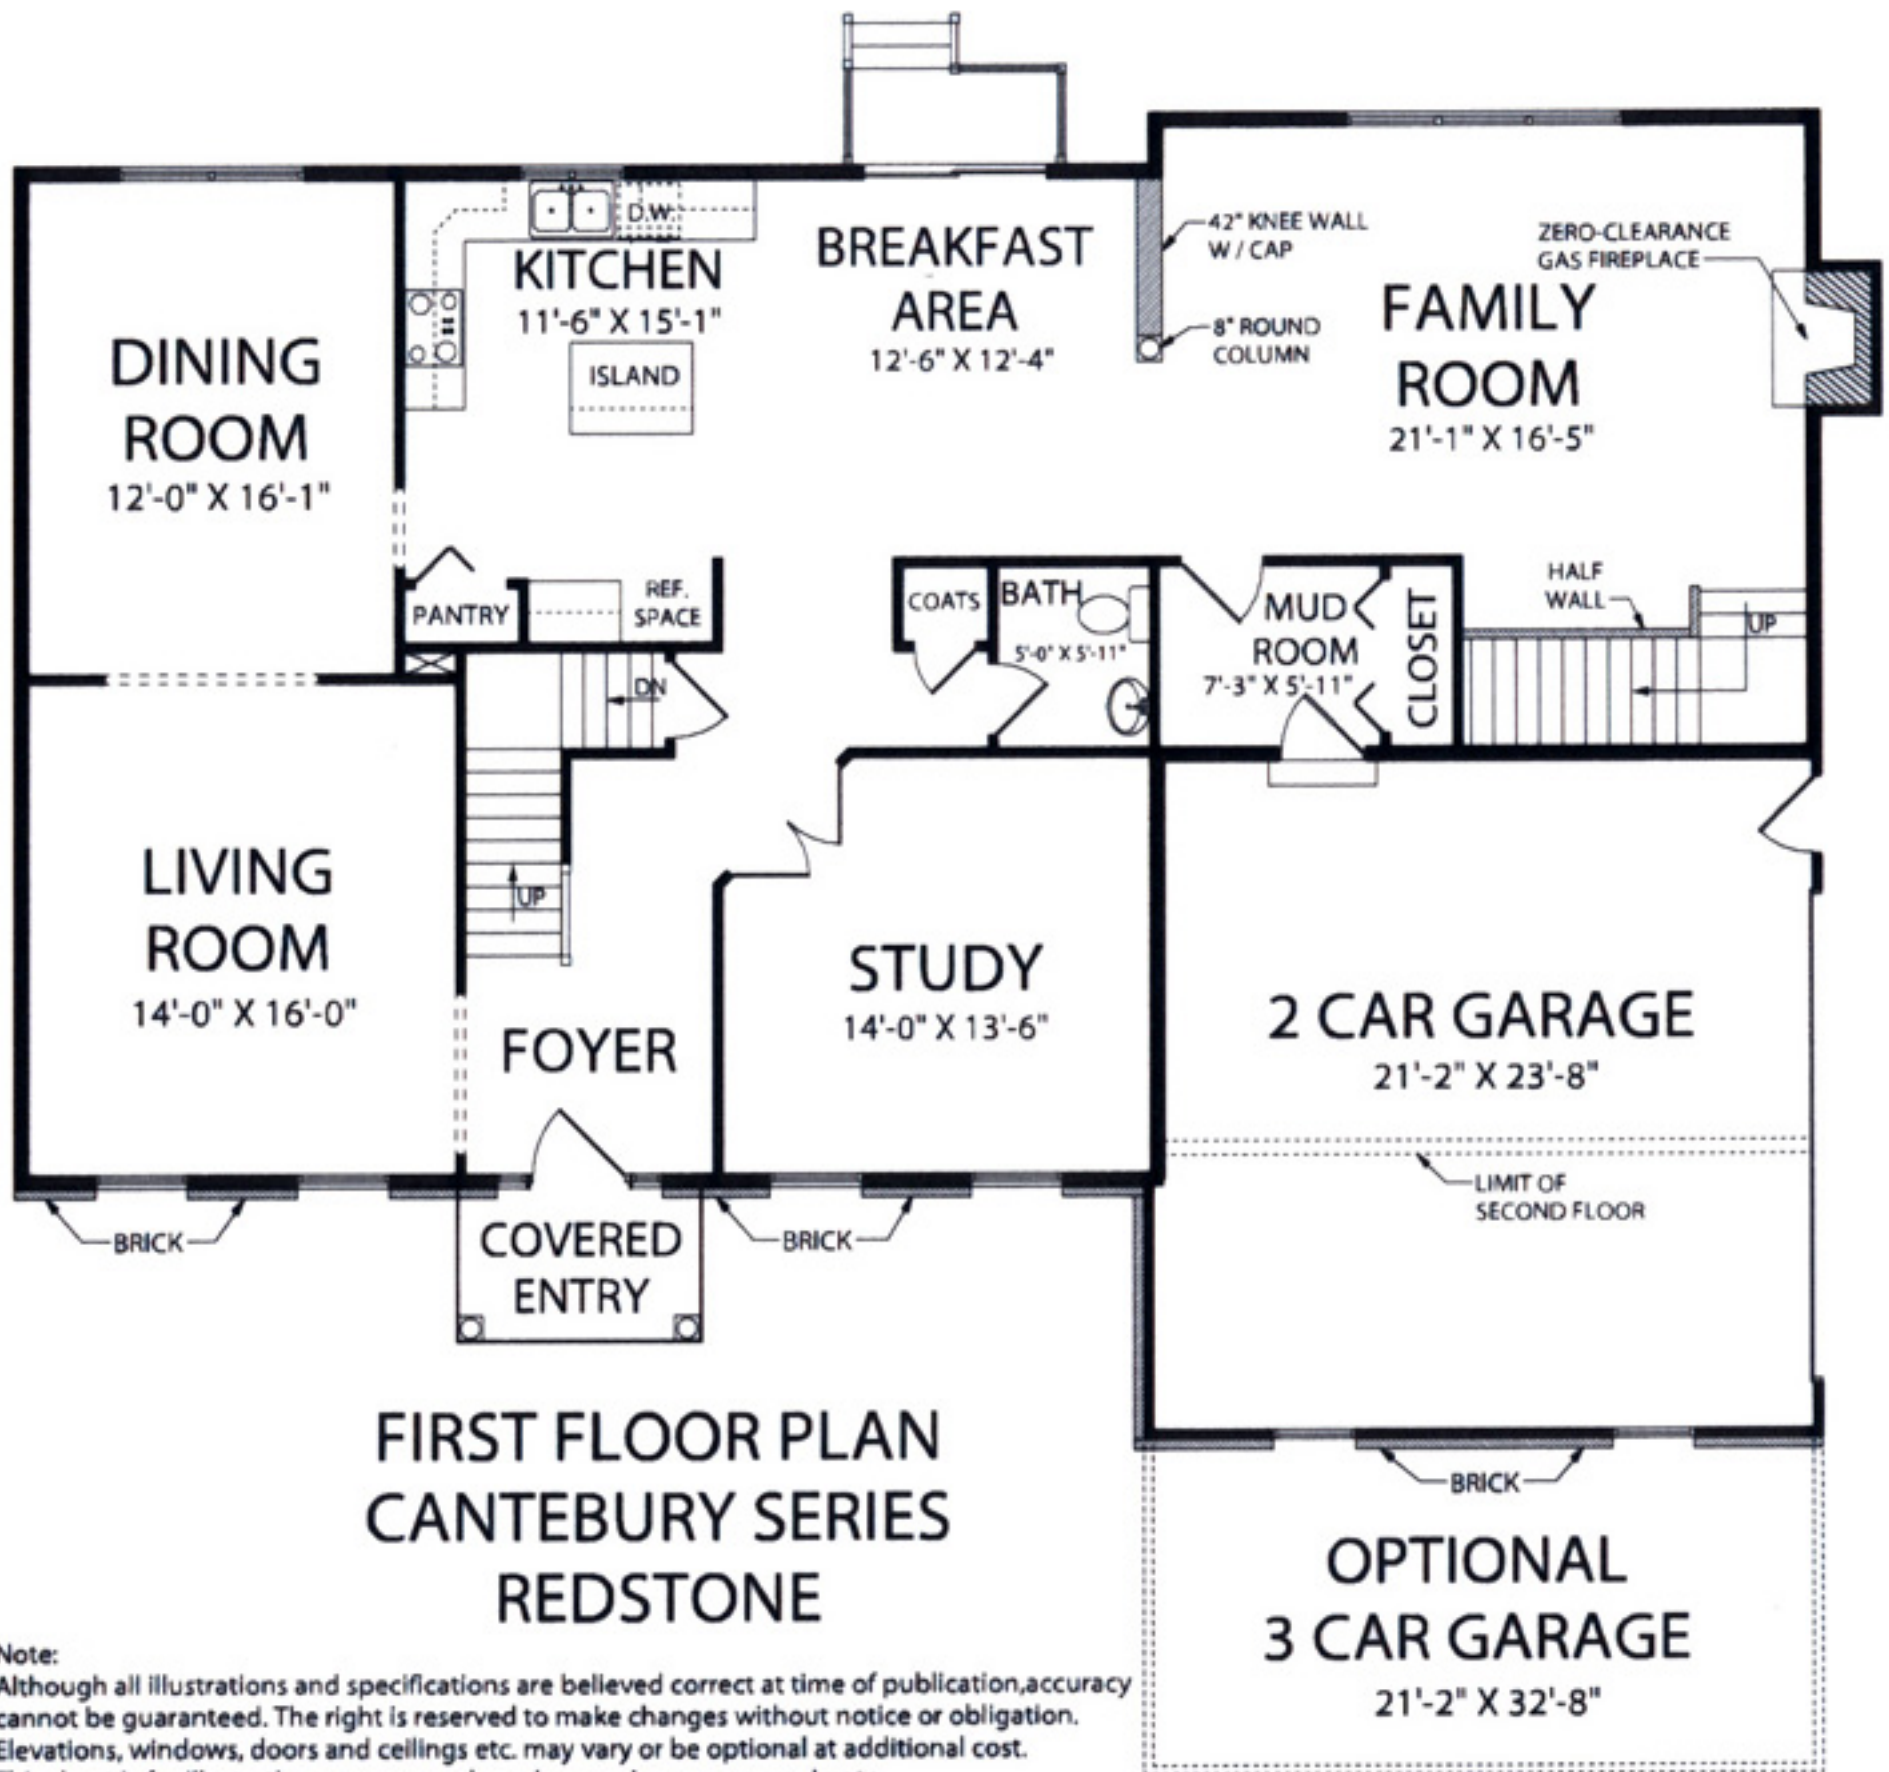 42" KNEE WALL
W / CAP
ZERO-CLEARANCE
GAS FIREPLACE
D.W.
KITCHEN
11'-6" X 15'-1"
ISLAND
BREAKFAST
AREA
12'-6" X 12'-4"
8" ROUND
COLUMN
FAMILY
ROOM
21'-1" X 16'-5"
DINING
ROOM
12'-0" X 16'-1"
PANTRY
REF.
SPACE
COATS
BATH
5'-0" X 5'-11"
MUD
ROOM
7'-3" X 5'-11"
CLOSET
HALF
WALL
UP
DN
LIVING
ROOM
14'-0" X 16'-0"
UP
FOYER
STUDY
14'-0" X 13'-6"
2 CAR GARAGE
21'-2" X 23'-8"
LIMIT OF
SECOND FLOOR
BRICK
COVERED
ENTRY
BRICK
BRICK
FIRST FLOOR PLAN
CANTEBURY SERIES
REDSTONE
OPTIONAL
3 CAR GARAGE
21'-2" X 32'-8"
Note:
Although all illustrations and specifications are believed correct at time of publication,accuracy
cannot be guaranteed. The right is reserved to make changes without notice or obligation.
Elevations, windows, doors and ceilings etc. may vary or be optional at additional cost.